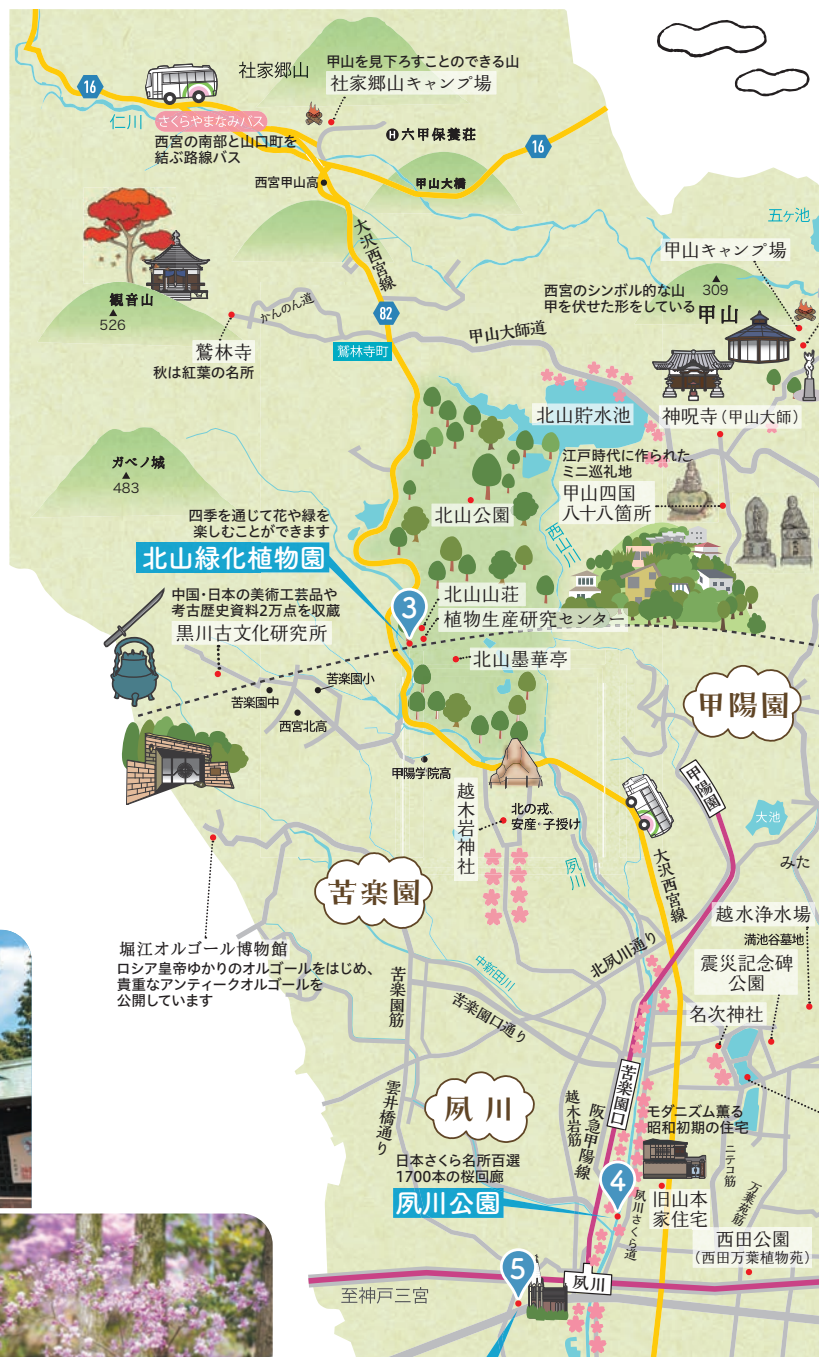 16
社家郷山
甲山を見下ろすことのできる山
社家郷山キャンプ場
仁川
さくらやまなみバス
西宮の南部と山口町を
結ぶ路線バス
H六甲保養荘
16
西宮甲山高
甲山大橋
大沢西宮線
五ヶ池
甲山キャンプ場
観音山
526
かんのん道
82
西宮のシンボル的な山
甲を伏せた形をしている
309
甲山
鷲林寺
秋は紅葉の名所
鷲林寺町
甲山大師道
北山貯水池
神呪寺(甲山大師)
ガベノ城
483
江戸時代に作られた
ミニ巡礼地
甲山四国
八十八箇所
北山公園
西山川
四季を通じて花や緑を
楽しむことができます
北山緑化植物園
3
北山山荘
植物生産研究センター
中国・日本の美術工芸品や
考古歴史資料2万点を収蔵
黒川古文化研究所
北山墨華亭
苦楽園小
苦楽園中
西宮北高
甲陽園
甲陽学院高
甲陽園
越木岩神社
北の戎、
安産・子授け
大池
夙川
大沢西宮線
みた
苦楽園
越水浄水場
満池谷墓地
震災記念碑
公園
堀江オルゴール博物館
ロシア皇帝ゆかりのオルゴールをはじめ、
貴重なアンティークオルゴールを
公開しています
中新田川
北夙川通り
苦楽園筋
苦楽園口通り
名次神社
苦楽園口
雲井橋通り
夙川
越木岩筋
阪急甲陽線
モダニズム薫る
昭和初期の住宅
ニテコ筋
日本さくら名所百選
1700本の桜回廊
夙川公園
4
夙川さくら道
旧山本
家住宅
万葉苑筋
西田公園
(西田万葉植物苑)
5
夙川
至神戸三宮